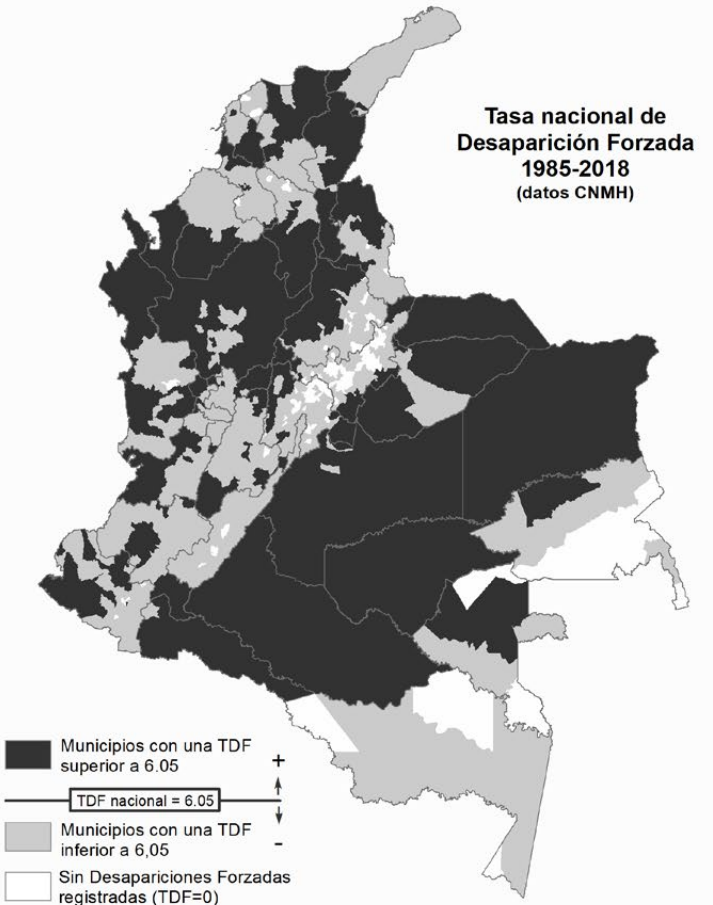 Tasa nacional de
Desaparición Forzada
1985-2018
(datos CNMH)
Municipios con una TDF
superior a 6.05
+
TDF nacional = 6.05
Municipios con una TDF
inferior a 6,05
-
Sin Desapariciones Forzadas
registradas (TDF=0)